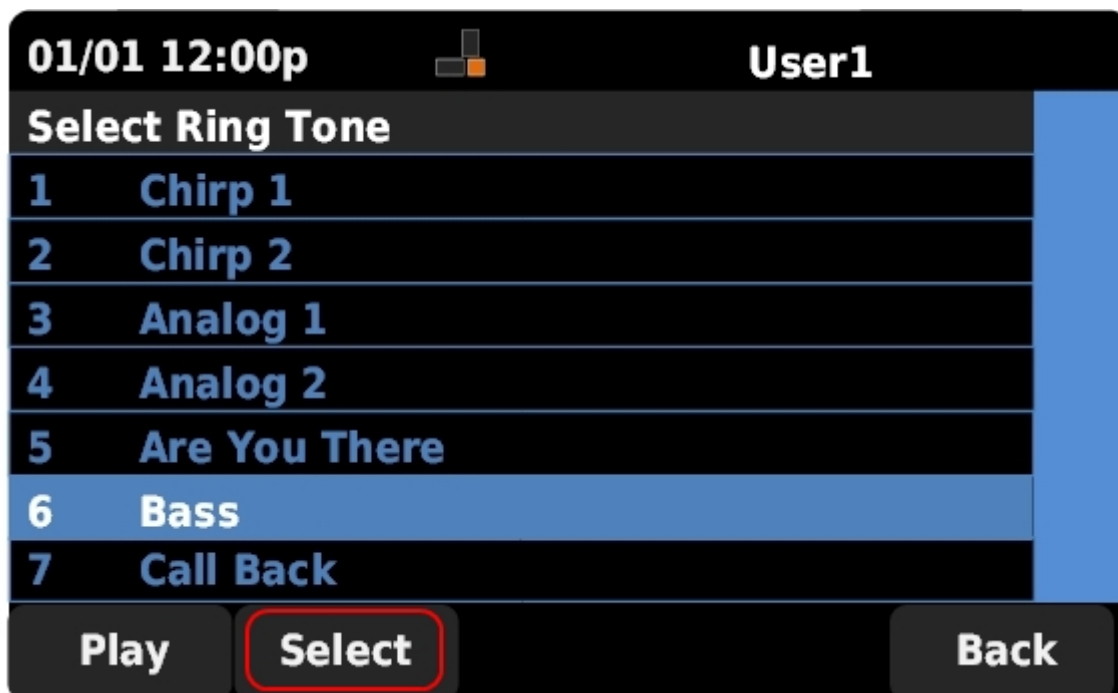 01/01 12:00p User1
Select Ring Tone
1 Chirp 1
2 Chirp 2
3 Analog 1
4 Analog 2
5 Are You There
6 Bass
7 Call Back
Play Select Back